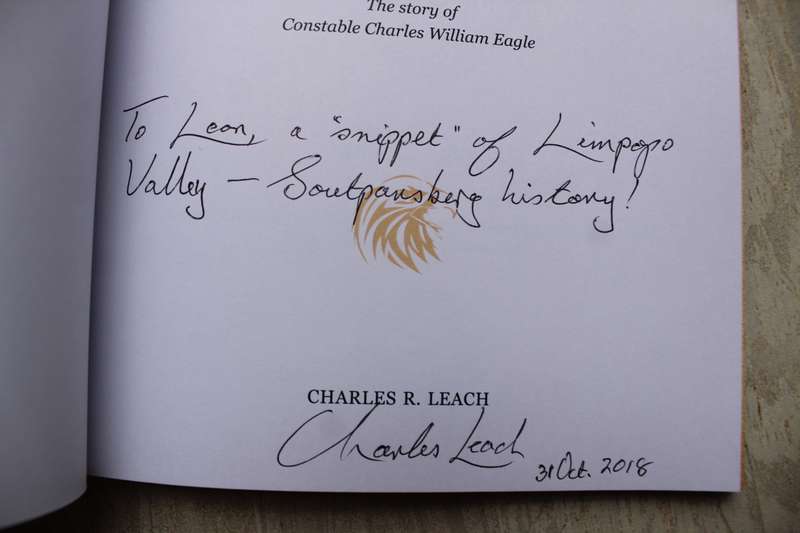 The story of
Constable Charles William Eagle
To Leon, a "snippet" of Limpopo
Valley — Soutpansberg history!
CHARLES R. LEACH
Charles Leach
31 Oct. 2018